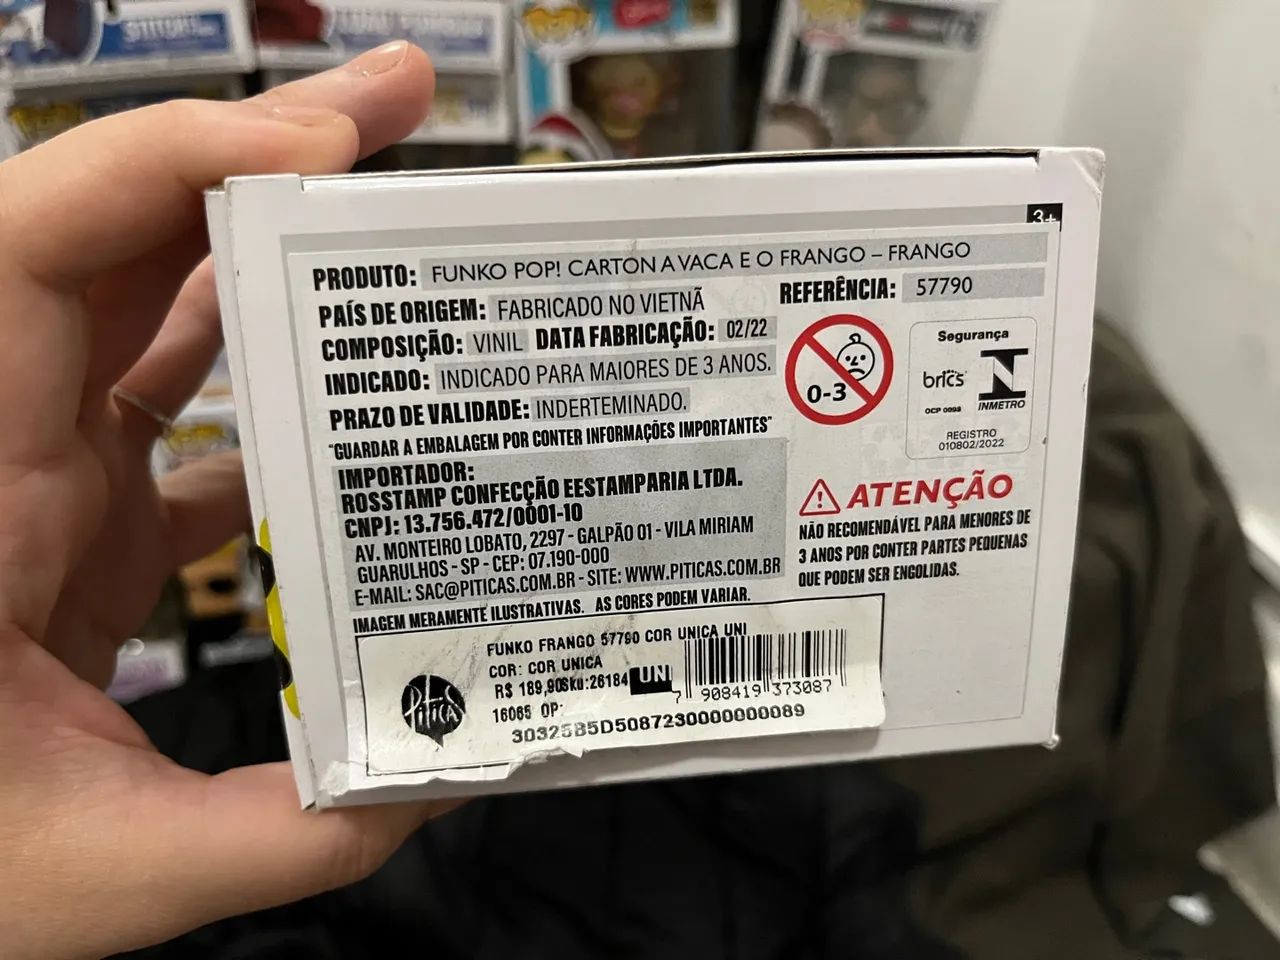 STITCH
3+
PRODUTO: FUNKO POP! CARTON A VACA E O FRANGO – FRANGO
PAÍS DE ORIGEM: FABRICADO NO VIETNÃ
REFERÊNCIA: 57790
COMPOSIÇÃO: VINIL DATA FABRICAÇÃO: 02/22
INDICADO: INDICADO PARA MAIORES DE 3 ANOS.
PRAZO DE VALIDADE: INDERTEMINADO.
"GUARDAR A EMBALAGEM POR CONTER INFORMAÇÕES IMPORTANTES"
0-3
Segurança
brics
OCP 0098
INMETRO
REGISTRO
010802/2022
IMPORTADOR:
ROSSTAMP CONFECÇÃO EESTAMPARIA LTDA.
CNPJ: 13.756.472/0001-10
AV. MONTEIRO LOBATO, 2297 - GALPÃO 01 - VILA MIRIAM
GUARULHOS - SP - CEP: 07.190-000
E-MAIL: SAC@PITICAS.COM.BR - SITE: WWW.PITICAS.COM.BR
IMAGEM MERAMENTE ILUSTRATIVAS. AS CORES PODEM VARIAR.
ATENÇÃO
NÃO RECOMENDÁVEL PARA MENORES DE
3 ANOS POR CONTER PARTES PEQUENAS
QUE PODEM SER ENGOLIDAS.
PITICAS
FUNKO FRANGO 57790 COR UNICA UNI
COR: COR UNICA
R$ 189,90Sku:26184 UNI
16065 OP:
7 908419 373087
30325B5D5087230000000089